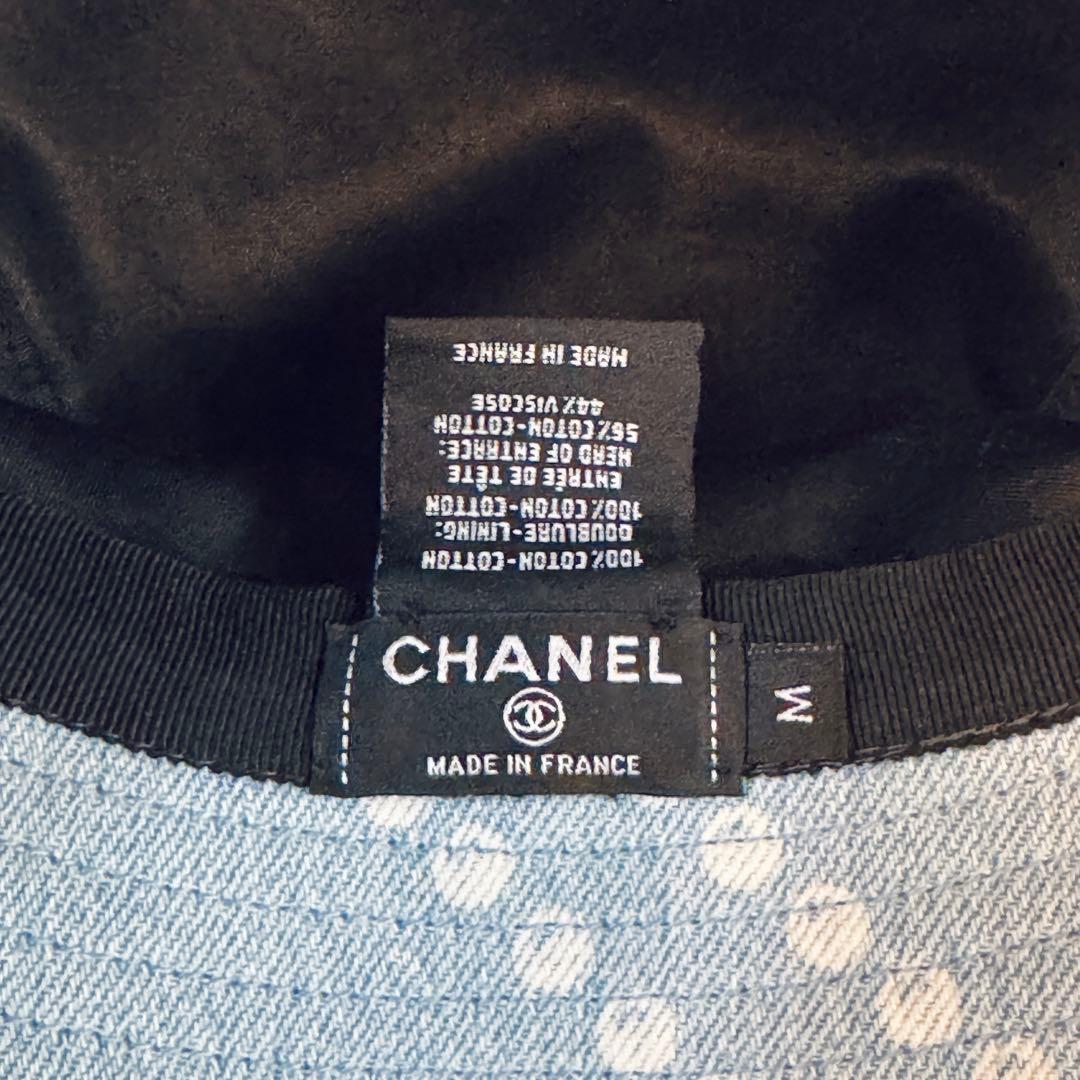 CHANEL
MADE IN FRANCE
M
100% COTON-COTTON
DOUBLURE-LINING:
100% COTON-COTTON
ENTRÉE DE TÊTE
HEAD OF ENTRACE:
56% COTON-COTTON
44% VISCOSE
MADE IN FRANCE